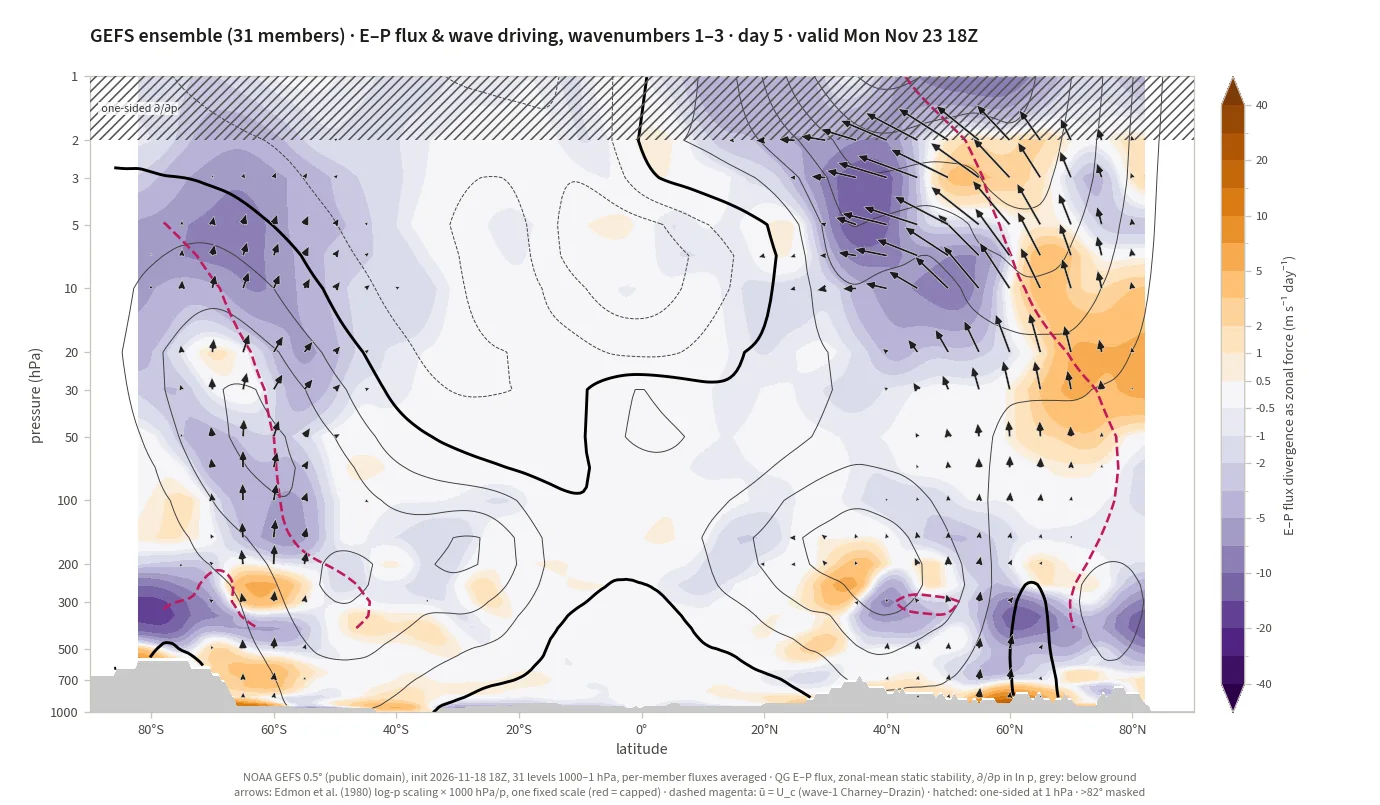 GEFS ensemble (31 members) · E–P flux & wave driving, wavenumbers 1–3 · day 5 · valid Mon Nov 23 18Z
one-sided ∂/∂p
1
2
3
5
10
20
30
50
100
200
300
500
700
1000
pressure (hPa)
80°S
60°S
40°S
20°S
0°
20°N
40°N
60°N
80°N
latitude
40
20
10
5
2
1
0.5
-0.5
-1
-2
-5
-10
-20
-40
E–P flux divergence as zonal force (m s⁻¹ day⁻¹)
NOAA GEFS 0.5° (public domain), init 2026-11-18 18Z, 31 levels 1000–1 hPa, per-member fluxes averaged · QG E–P flux, zonal-mean static stability, ∂/∂p in ln p, grey: below ground
arrows: Edmon et al. (1980) log-p scaling × 1000 hPa/p, one fixed scale (red = capped) · dashed magenta: ū = U_c (wave-1 Charney–Drazin) · hatched: one-sided at 1 hPa · >82° masked